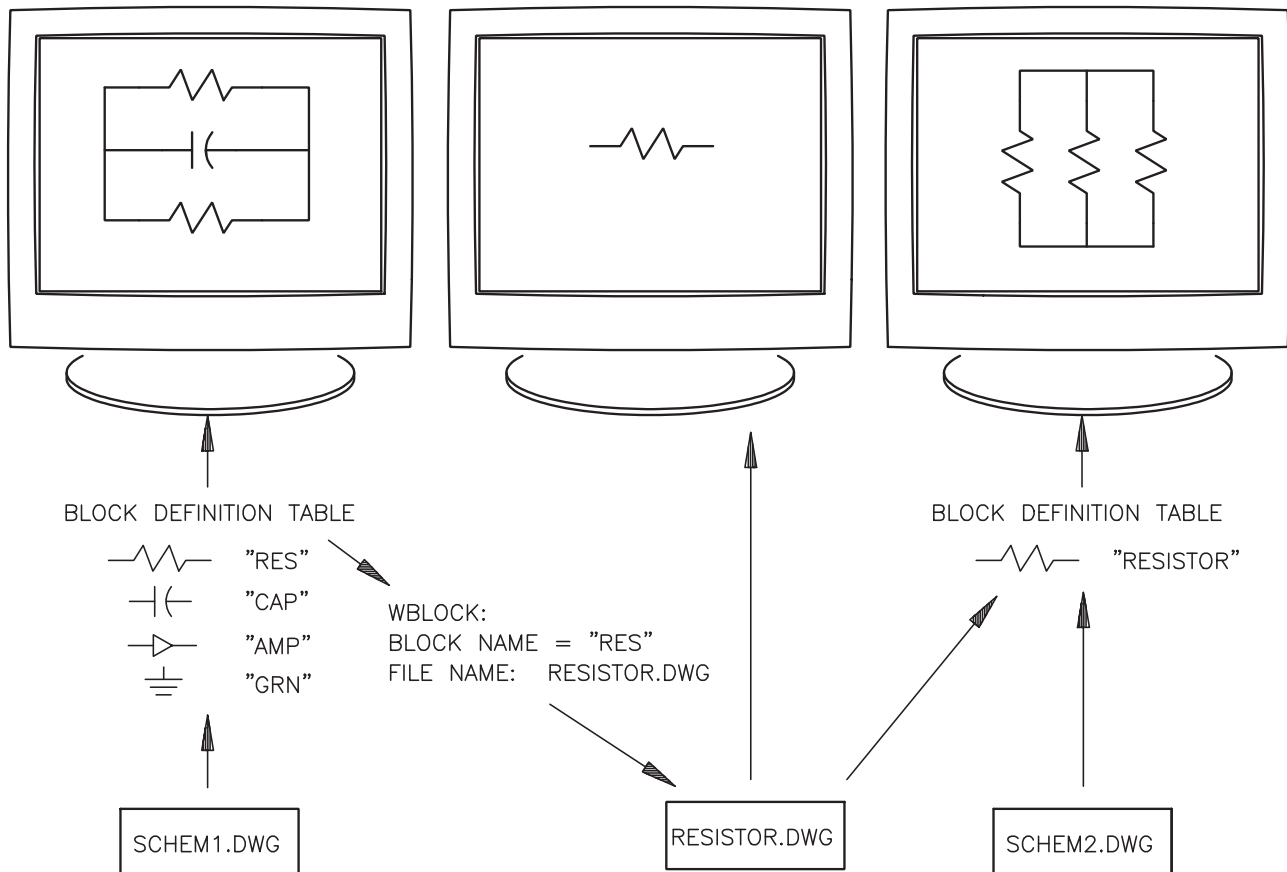 BLOCK DEFINITION TABLE
"RES"
"CAP"
"AMP"
"GRN"
WBLOCK:
BLOCK NAME = "RES"
FILE NAME: RESISTOR.DWG
BLOCK DEFINITION TABLE
"RESISTOR"
SCHEM1.DWG
RESISTOR.DWG
SCHEM2.DWG